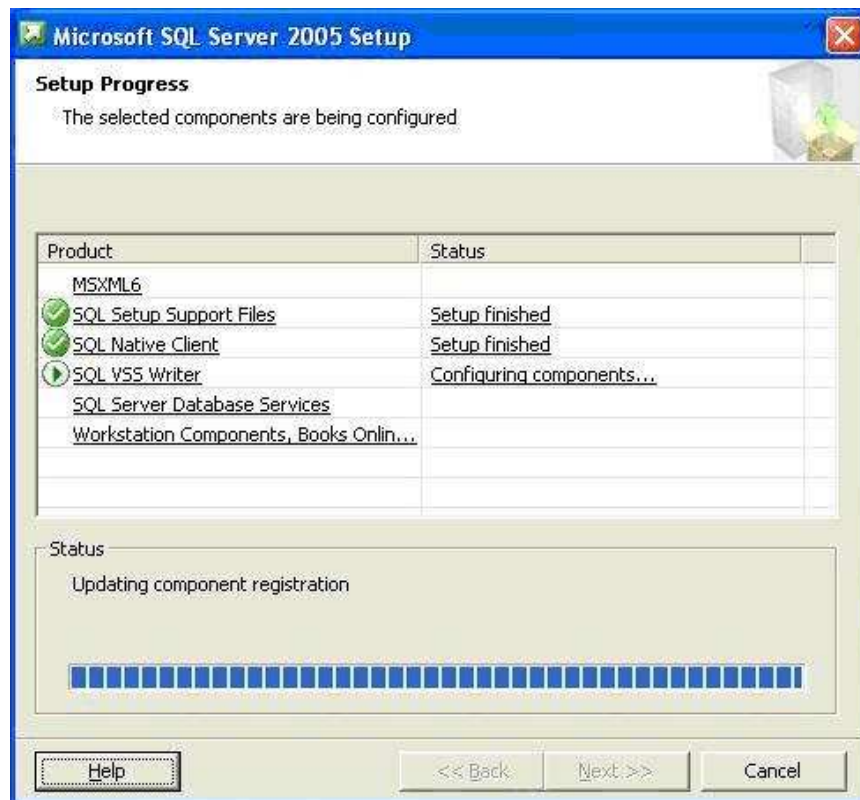 Microsoft SQL Server 2005 Setup
Setup Progress
The selected components are being configured
Product Status
MSXML6
SQL Setup Support Files Setup finished
SQL Native Client Setup finished
SQL VSS Writer Configuring components...
SQL Server Database Services
Workstation Components, Books Onlin...
Status
Updating component registration
Help << Back Next >> Cancel